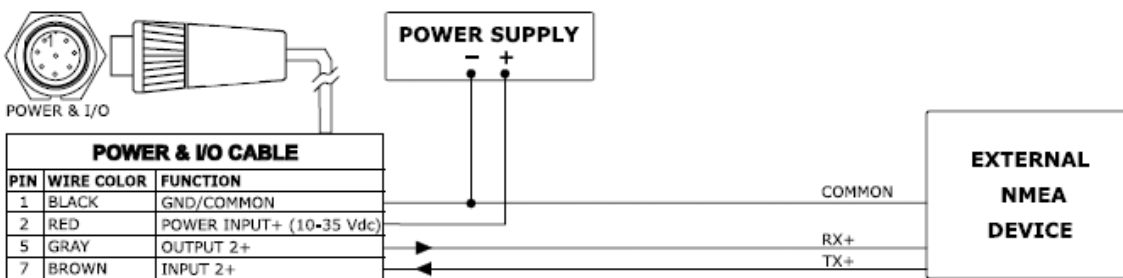 POWER SUPPLY
- +
1
POWER & I/O
POWER & I/O CABLE
PIN WIRE COLOR FUNCTION
1 BLACK GND/COMMON
2 RED POWER INPUT+ (10-35 Vdc)
5 GRAY OUTPUT 2+
7 BROWN INPUT 2+
COMMON
RX+
TX+
EXTERNAL
NMEA
DEVICE